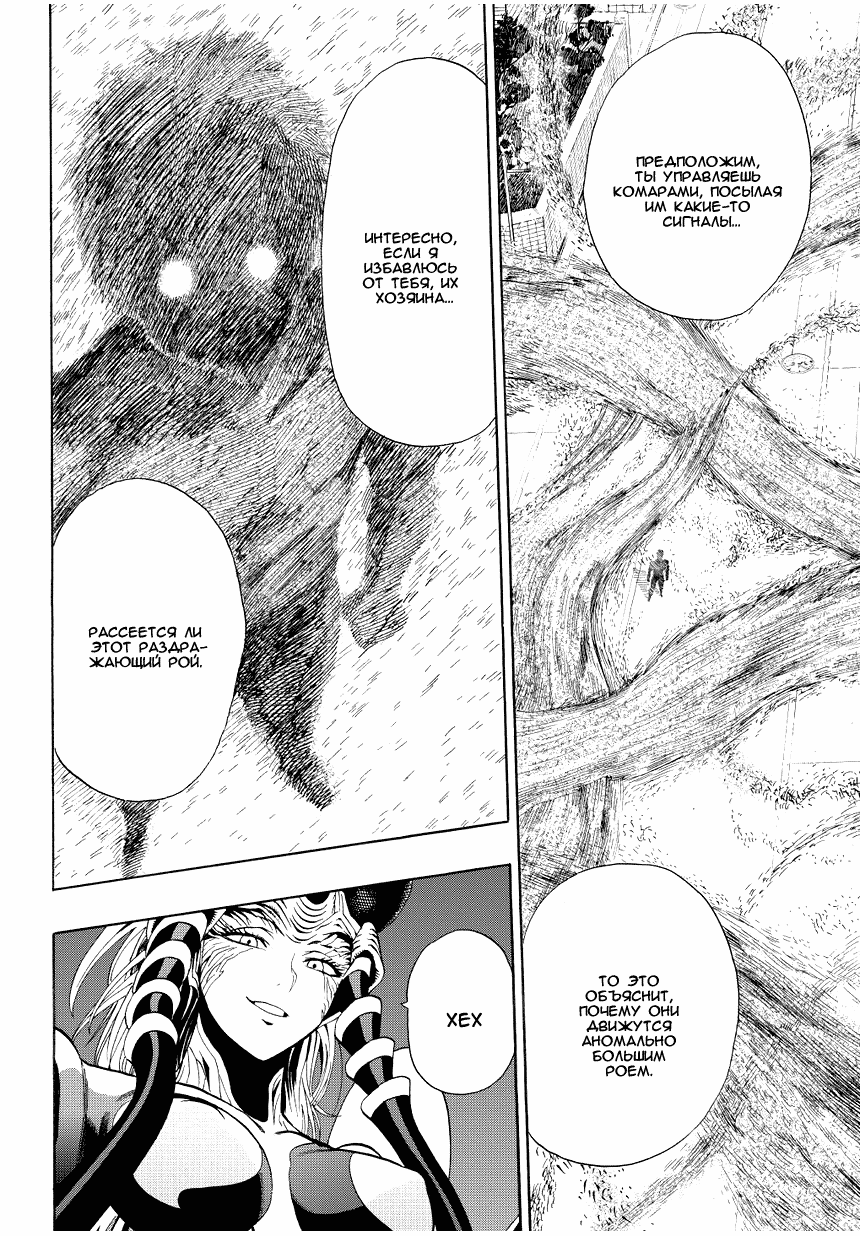 ПРЕДПОЛОЖИМ,
ТЫ УПРАВЛЯЕШЬ
КОМАРАМИ, ПОСЫЛАЯ
ИМ КАКИЕ-ТО
СИГНАЛЫ...
ТО ЭТО
ОБЪЯСНИТ,
ПОЧЕМУ ОНИ
ДВИЖУТСЯ
АНОМАЛЬНО
БОЛЬШИМ
РОЕМ.
ИНТЕРЕСНО,
ЕСЛИ Я
ИЗБАВЛЮСЬ
ОТ ТЕБЯ, ИХ
ХОЗЯИНА...
РАССЕЕТСЯ ЛИ
ЭТОТ РАЗДРА-
ЖАЮЩИЙ РОЙ.
ХЕХ